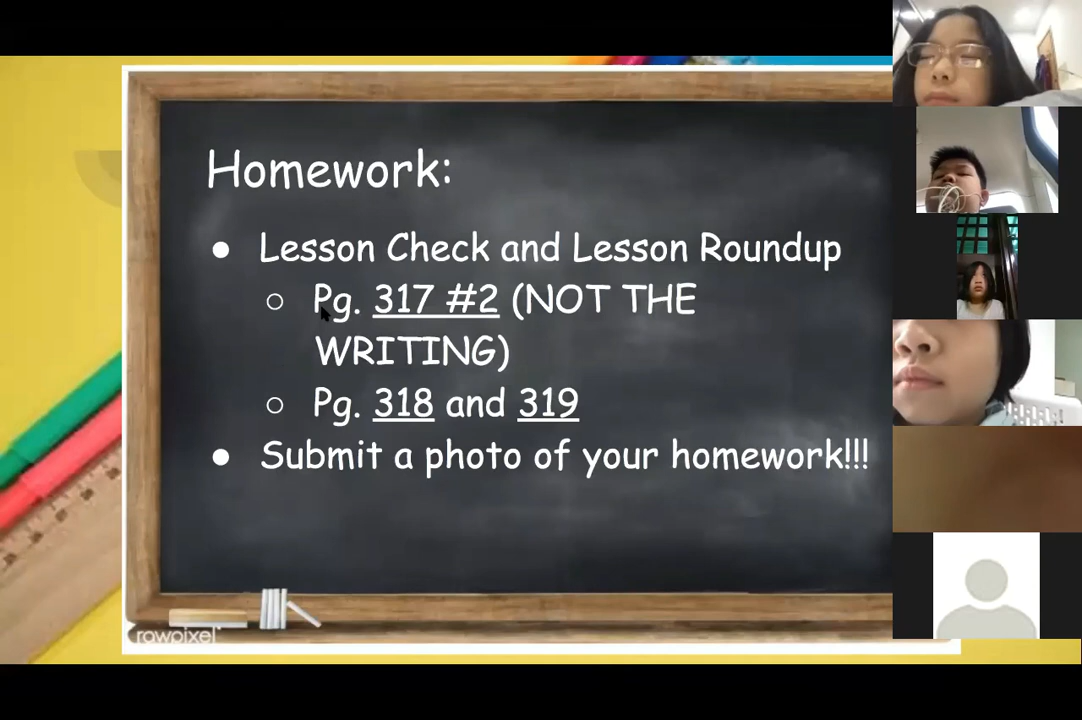 Homework:
● Lesson Check and Lesson Roundup
○ Pg. 317 #2 (NOT THE
WRITING)
○ Pg. 318 and 319
● Submit a photo of your homework!!!
rawpixel